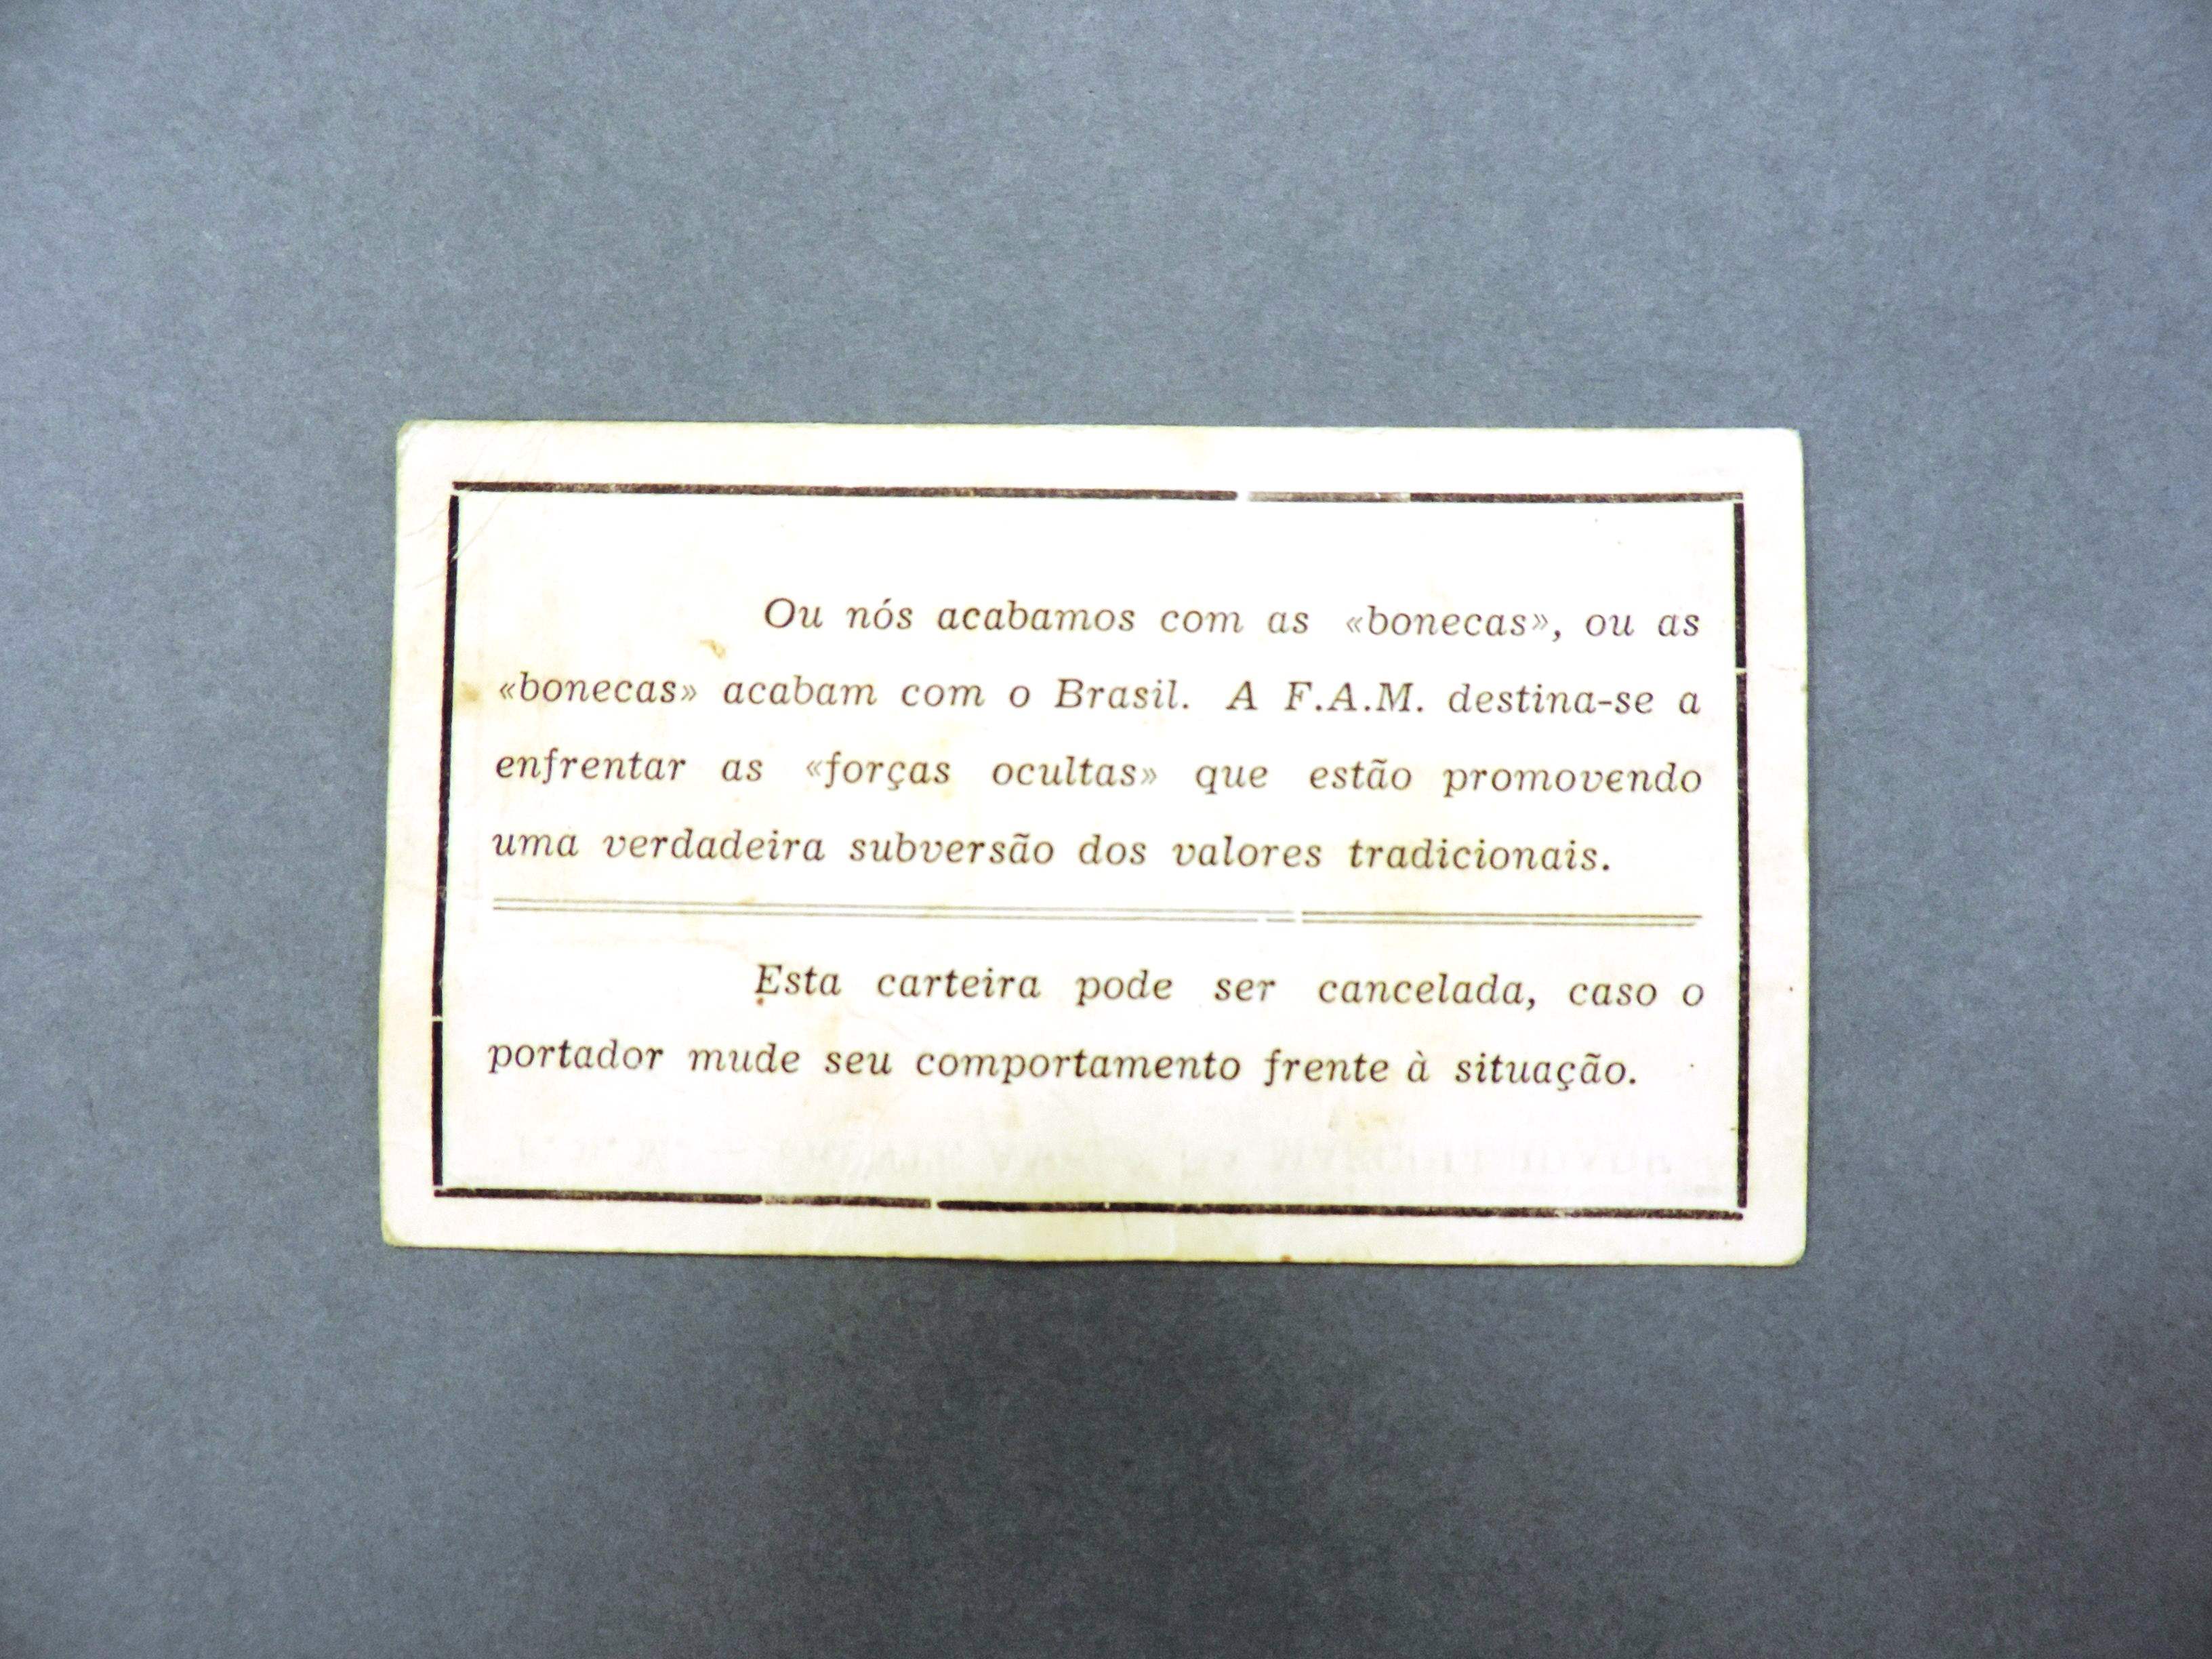 Ou nós acabamos com as «bonecas», ou as
«bonecas» acabam com o Brasil. A F.A.M. destina-se a
enfrentar as «forças ocultas» que estão promovendo
uma verdadeira subversão dos valores tradicionais.
Esta carteira pode ser cancelada, caso o
portador mude seu comportamento frente à situação.